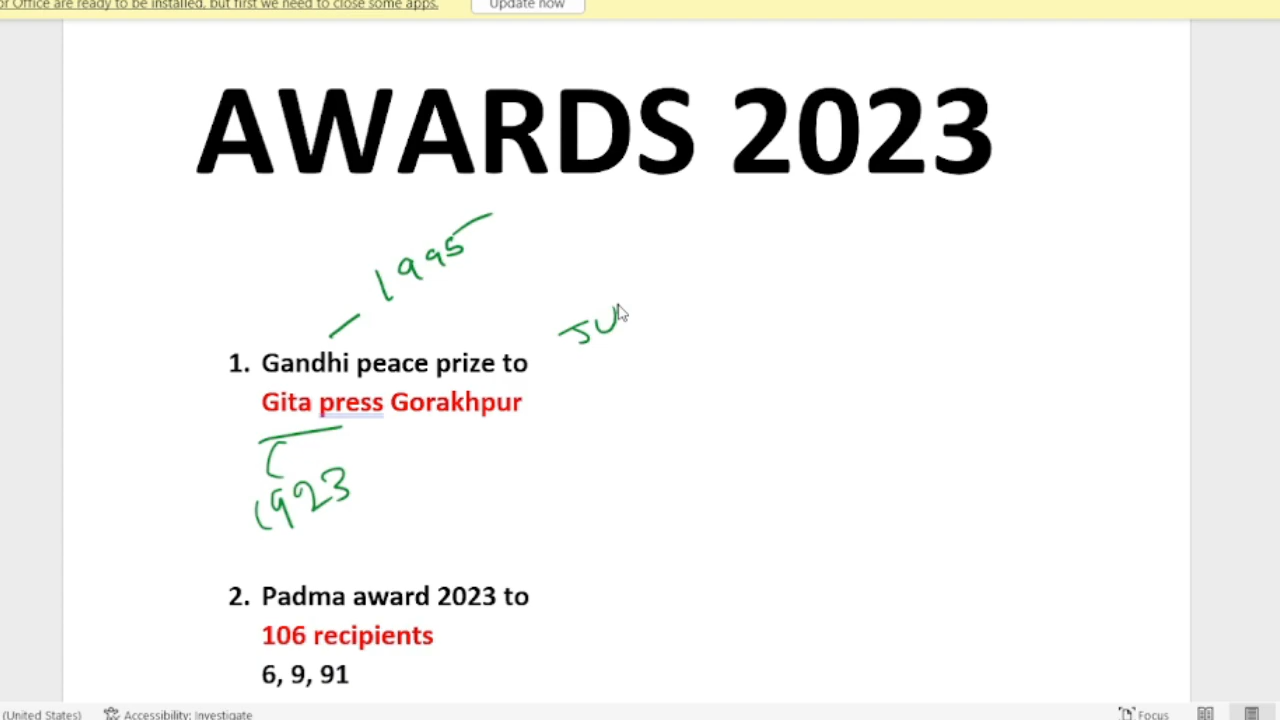 or Office are ready to be installed, but first we need to close some apps. Update now
AWARDS 2023
1995
JU
1. Gandhi peace prize to
Gita press Gorakhpur
1923
2. Padma award 2023 to
106 recipients
6, 9, 91
(United States) Accessibility: Investigate Focus